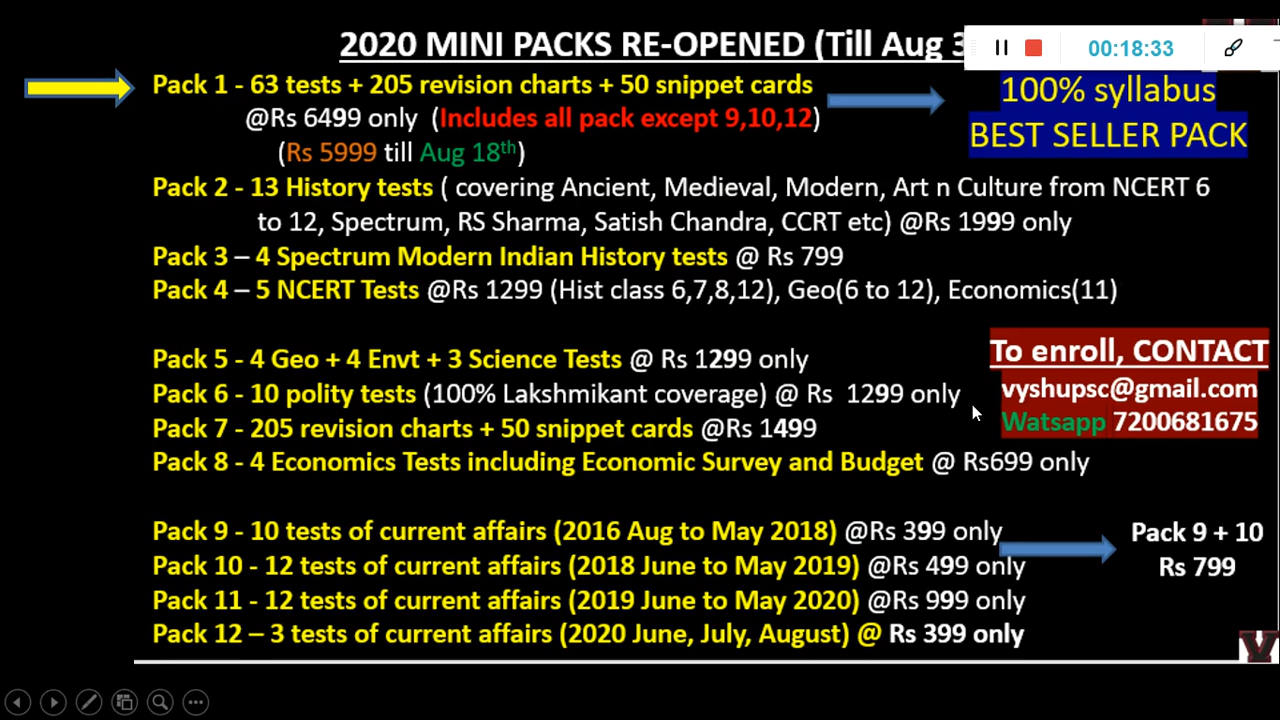 2020 MINI PACKS RE-OPENED (Till Aug 3
00:18:33
Pack 1 - 63 tests + 205 revision charts + 50 snippet cards
@Rs 6499 only (Includes all pack except 9,10,12)
(Rs 5999 till Aug 18th)
100% syllabus
BEST SELLER PACK
Pack 2 - 13 History tests ( covering Ancient, Medieval, Modern, Art n Culture from NCERT 6
to 12, Spectrum, RS Sharma, Satish Chandra, CCRT etc) @Rs 1999 only
Pack 3 – 4 Spectrum Modern Indian History tests @ Rs 799
Pack 4 – 5 NCERT Tests @Rs 1299 (Hist class 6,7,8,12), Geo(6 to 12), Economics(11)
Pack 5 - 4 Geo + 4 Envt + 3 Science Tests @ Rs 1299 only
Pack 6 - 10 polity tests (100% Lakshmikant coverage) @ Rs 1299 only
Pack 7 - 205 revision charts + 50 snippet cards @Rs 1499
Pack 8 - 4 Economics Tests including Economic Survey and Budget @ Rs699 only
To enroll, CONTACT
vyshupsc@gmail.com
Watsapp 7200681675
Pack 9 - 10 tests of current affairs (2016 Aug to May 2018) @Rs 399 only
Pack 10 - 12 tests of current affairs (2018 June to May 2019) @Rs 499 only
Pack 11 - 12 tests of current affairs (2019 June to May 2020) @Rs 999 only
Pack 12 – 3 tests of current affairs (2020 June, July, August) @ Rs 399 only
Pack 9 + 10
Rs 799